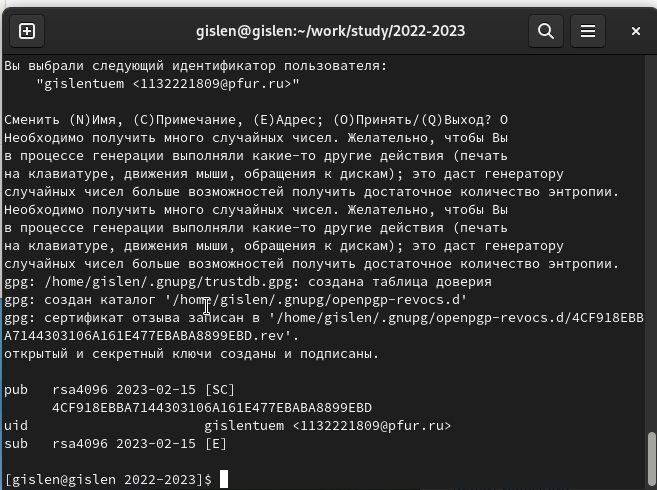 gislen@gislen:~/work/study/2022-2023
Вы выбрали следующий идентификатор пользователя:
    "gislentuem <1132221809@pfur.ru>"

Сменить (N)Имя, (C)Примечание, (E)Адрес; (O)Принять/(Q)Выход? O
Необходимо получить много случайных чисел. Желательно, чтобы Вы
в процессе генерации выполняли какие-то другие действия (печать
на клавиатуре, движения мыши, обращения к дискам); это даст генератору
случайных чисел больше возможностей получить достаточное количество энтропии.
Необходимо получить много случайных чисел. Желательно, чтобы Вы
в процессе генерации выполняли какие-то другие действия (печать
на клавиатуре, движения мыши, обращения к дискам); это даст генератору
случайных чисел больше возможностей получить достаточное количество энтропии.
gpg: /home/gislen/.gnupg/trustdb.gpg: создана таблица доверия
gpg: создан каталог '/home/gislen/.gnupg/openpgp-revocs.d'
gpg: сертификат отзыва записан в '/home/gislen/.gnupg/openpgp-revocs.d/4CF918EBB
A7144303106A161E477EBABA8899EBD.rev'.
открытый и секретный ключи созданы и подписаны.

pub   rsa4096 2023-02-15 [SC]
      4CF918EBBA7144303106A161E477EBABA8899EBD
uid                      gislentuem <1132221809@pfur.ru>
sub   rsa4096 2023-02-15 [E]

[gislen@gislen 2022-2023]$